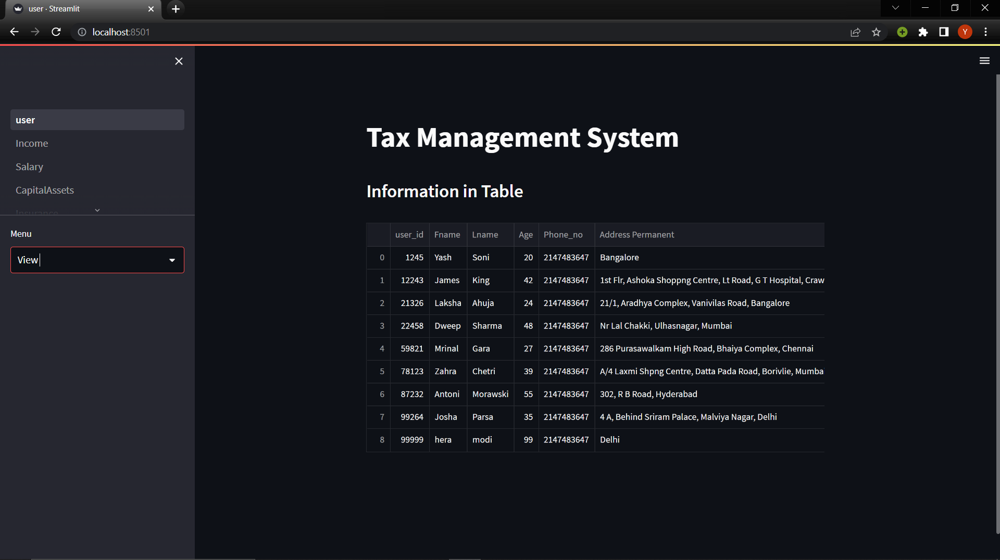 user · Streamlit
localhost:8501
Y
user
Income
Salary
CapitalAssets
Insurance
Menu
View
Tax Management System
Information in Table
user_id Fname Lname Age Phone_no Address Permanent
0 1245 Yash Soni 20 2147483647 Bangalore
1 12243 James King 42 2147483647 1st Flr, Ashoka Shoppng Centre, Lt Road, G T Hospital, Craw
2 21326 Laksha Ahuja 24 2147483647 21/1, Aradhya Complex, Vanivilas Road, Bangalore
3 22458 Dweep Sharma 48 2147483647 Nr Lal Chakki, Ulhasnagar, Mumbai
4 59821 Mrinal Gara 27 2147483647 286 Purasawalkam High Road, Bhaiya Complex, Chennai
5 78123 Zahra Chetri 39 2147483647 A/4 Laxmi Shpng Centre, Datta Pada Road, Borivlie, Mumbai
6 87232 Antoni Morawski 55 2147483647 302, R B Road, Hyderabad
7 99264 Josha Parsa 35 2147483647 4 A, Behind Sriram Palace, Malviya Nagar, Delhi
8 99999 hera modi 99 2147483647 Delhi